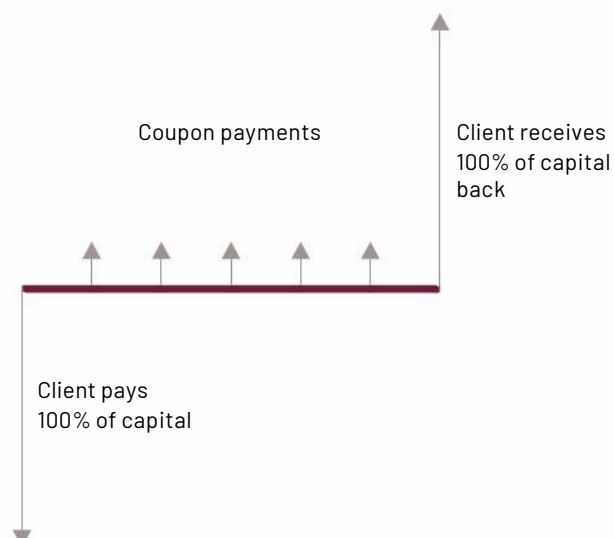 Coupon payments
Client receives
100% of capital
back
Client pays
100% of capital